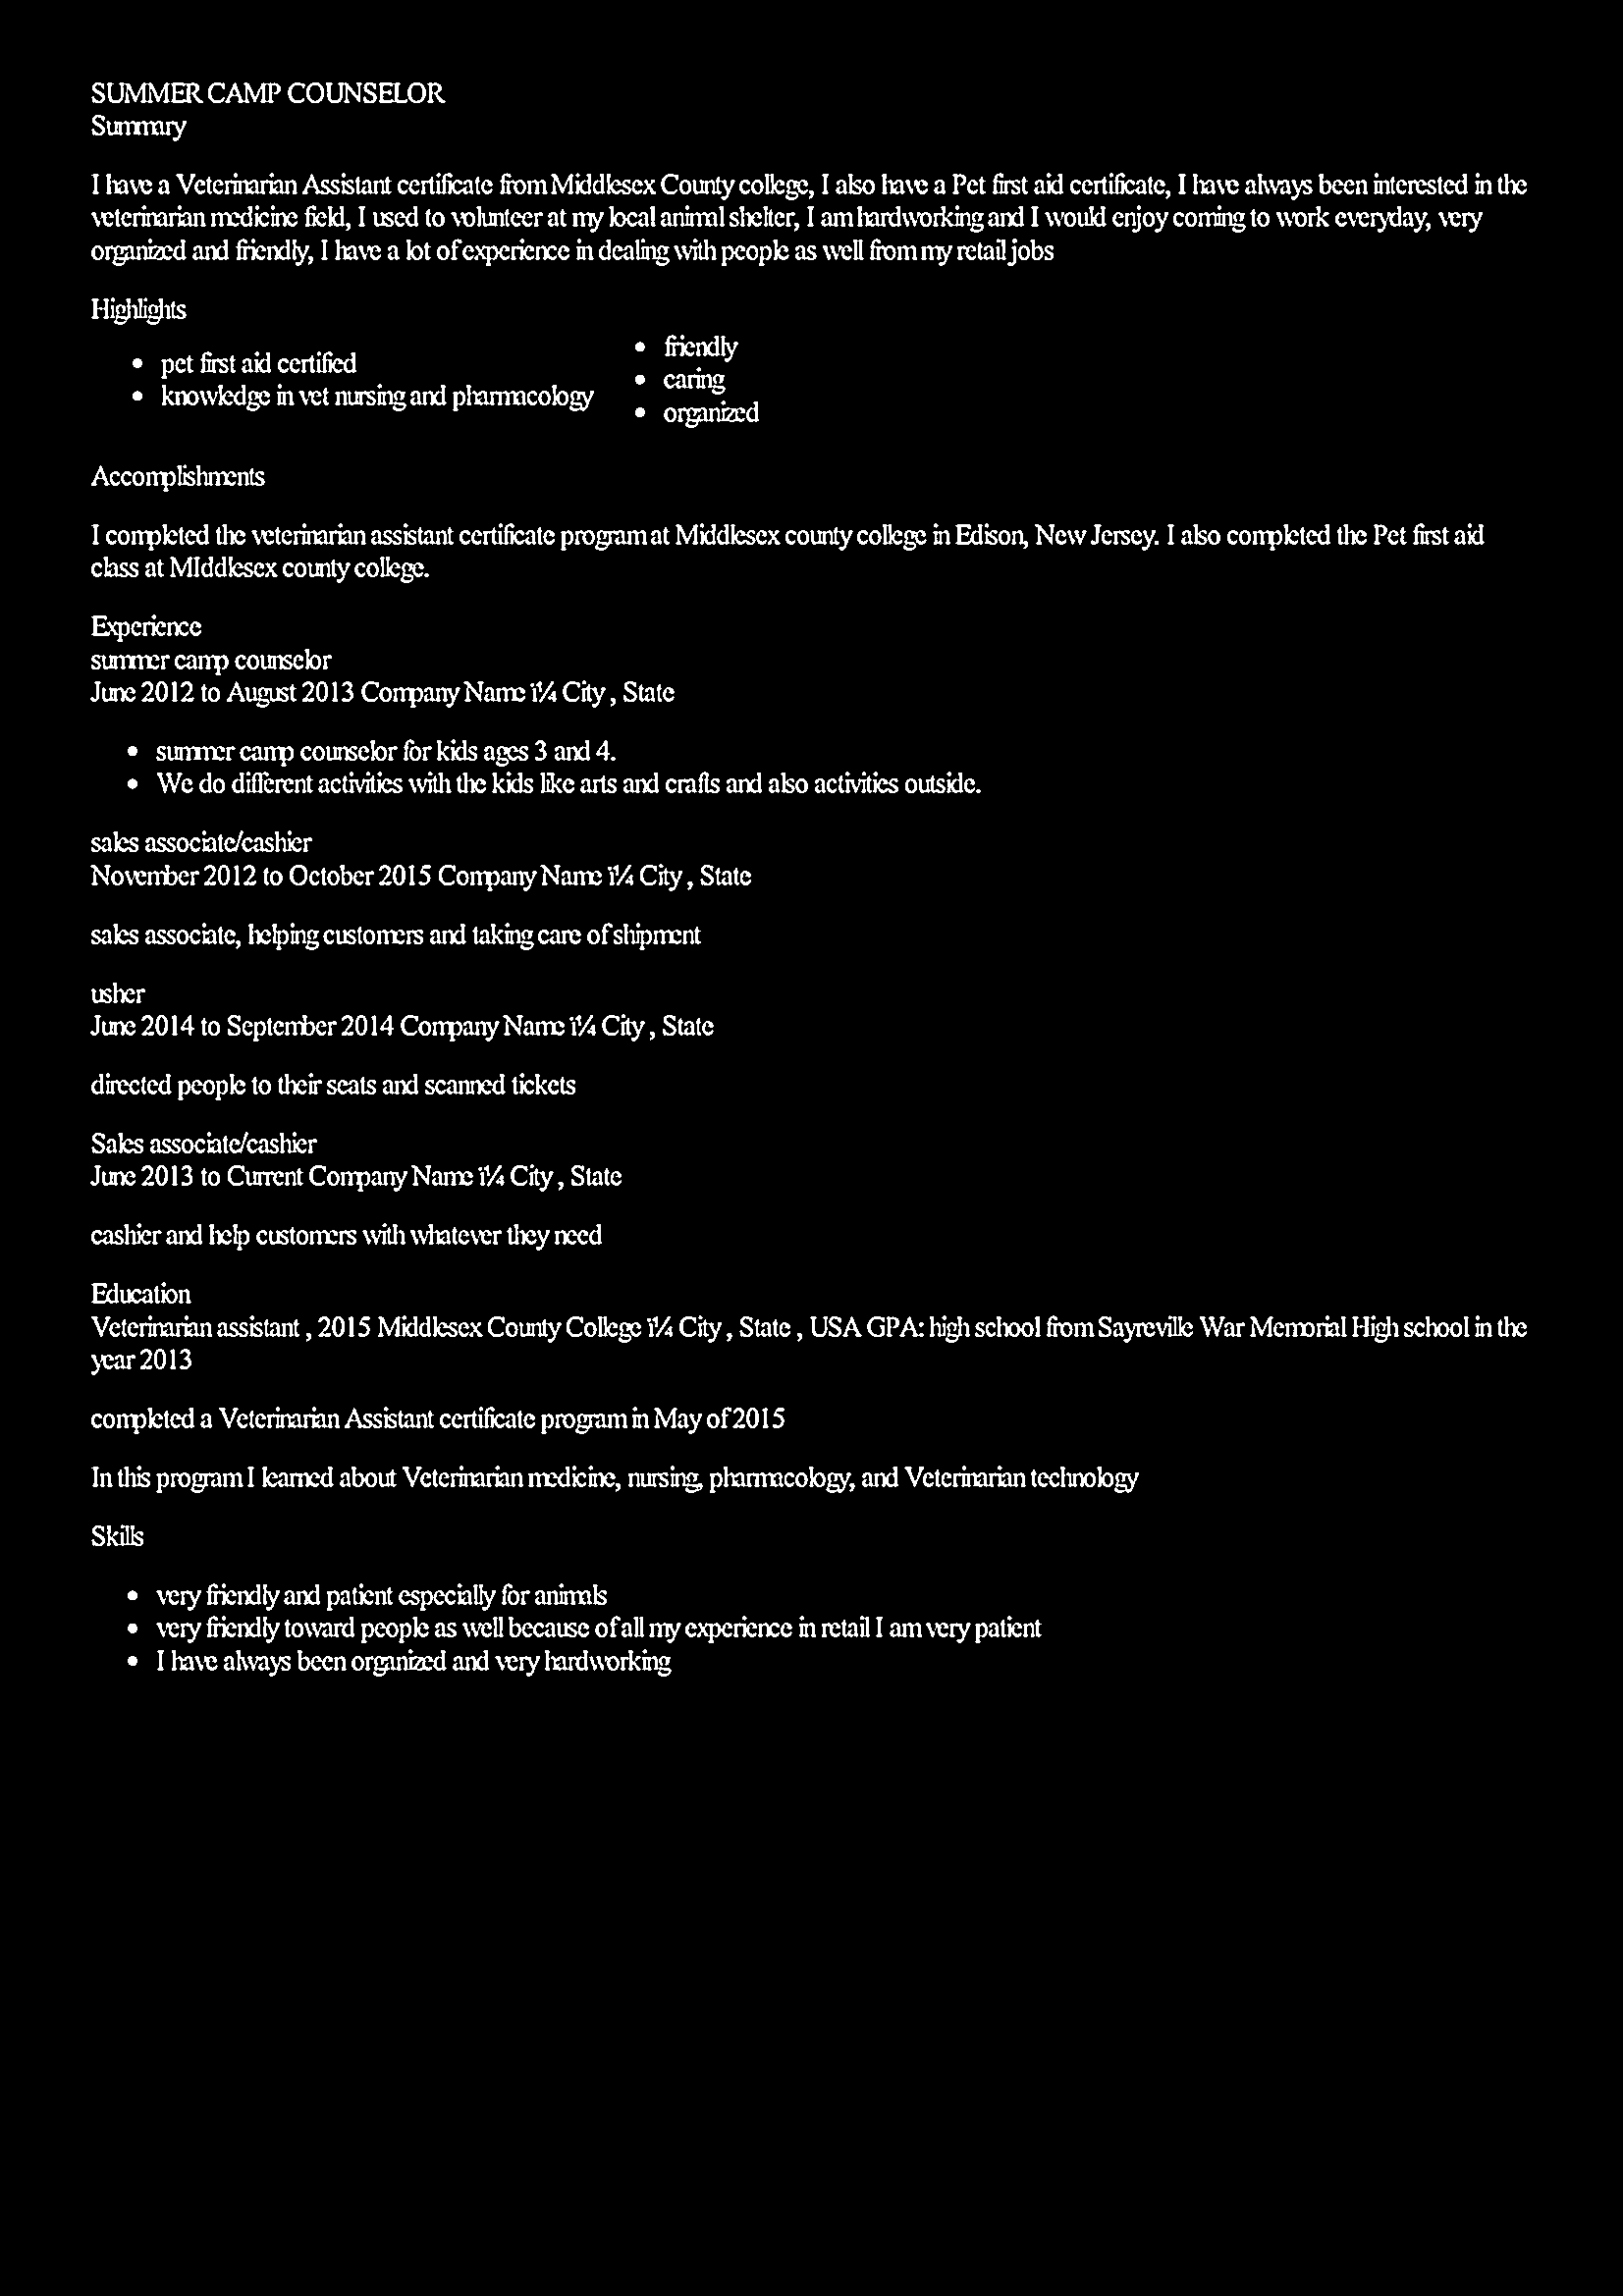 SUMMER CAMP COUNSELOR
Summary
I have a Veterinarian Assistant certificate from Middlesex County college, I also have a Pet first aid certificate, I have always been interested in the
veterinarian medicine field, I used to volunteer at my local animal shelter, I am hardworking and I would enjoy coming to work everyday, very
organized and friendly, I have a lot of experience in dealing with people as well from my retail jobs
Highlights
• pet first aid certified
• knowledge in vet nursing and pharmacology
• friendly
• caring
• organized
Accomplishments
I completed the veterinarian assistant certificate program at Middlesex county college in Edison, New Jersey. I also completed the Pet first aid
class at MIddlesex county college.
Experience
summer camp counselor
June 2012 to August 2013 Company Name ï¼ City , State
• summer camp counselor for kids ages 3 and 4.
• We do different activities with the kids like arts and crafts and also activities outside.
sales associate/cashier
November 2012 to October 2015 Company Name ï¼ City , State
sales associate, helping customers and taking care of shipment
usher
June 2014 to September 2014 Company Name ï¼ City , State
directed people to their seats and scanned tickets
Sales associate/cashier
June 2013 to Current Company Name ï¼ City , State
cashier and help customers with whatever they need
Education
Veterinarian assistant , 2015 Middlesex County College ï¼ City , State , USA GPA: high school from Sayreville War Memorial High school in the
year 2013
completed a Veterinarian Assistant certificate program in May of 2015
In this program I learned about Veterinarian medicine, nursing, pharmacology, and Veterinarian technology
Skills
• very friendly and patient especially for animals
• very friendly toward people as well because of all my experience in retail I am very patient
• I have always been organized and very hardworking